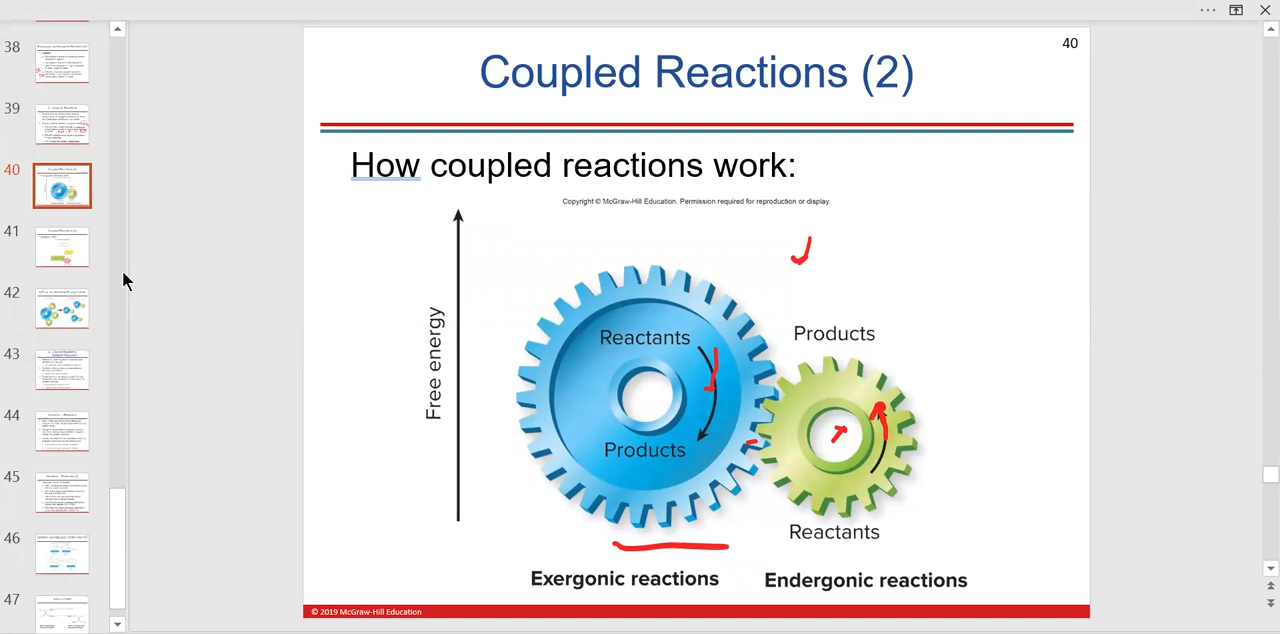 38
39
40
41
42
43
44
45
46
47
40
Coupled Reactions (2)
How coupled reactions work:
Copyright © McGraw-Hill Education. Permission required for reproduction or display.
Free energy
Reactants
Products
Products
Reactants
Exergonic reactions
Endergonic reactions
© 2019 McGraw-Hill Education